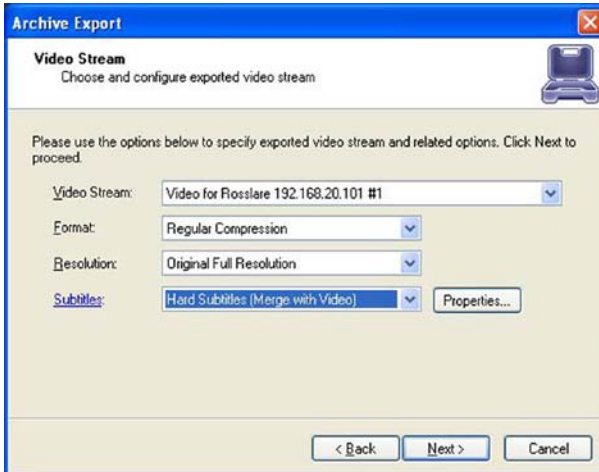 Archive Export
Video Stream
Choose and configure exported video stream
Please use the options below to specify exported video stream and related options. Click Next to
proceed.
Video Stream: Video for Rosslare 192.168.20.101 #1
Format: Regular Compression
Resolution: Original Full Resolution
Subtitles: Hard Subtitles (Merge with Video) Properties...
< Back Next > Cancel